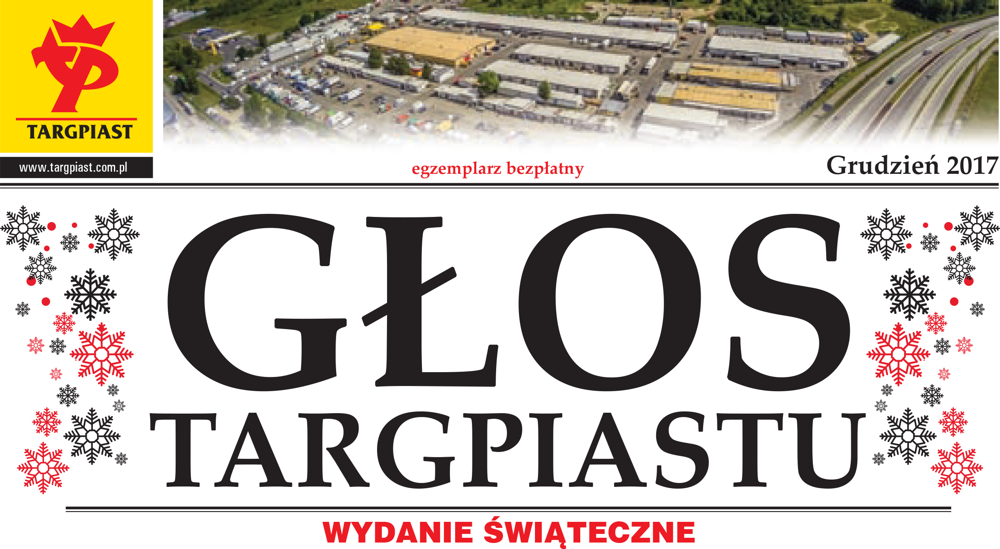 TARGPIAST
www.targpiast.com.pl
egzemplarz bezpłatny
Grudzień 2017
GŁOS
TARGPIASTU
WYDANIE ŚWIĄTECZNE